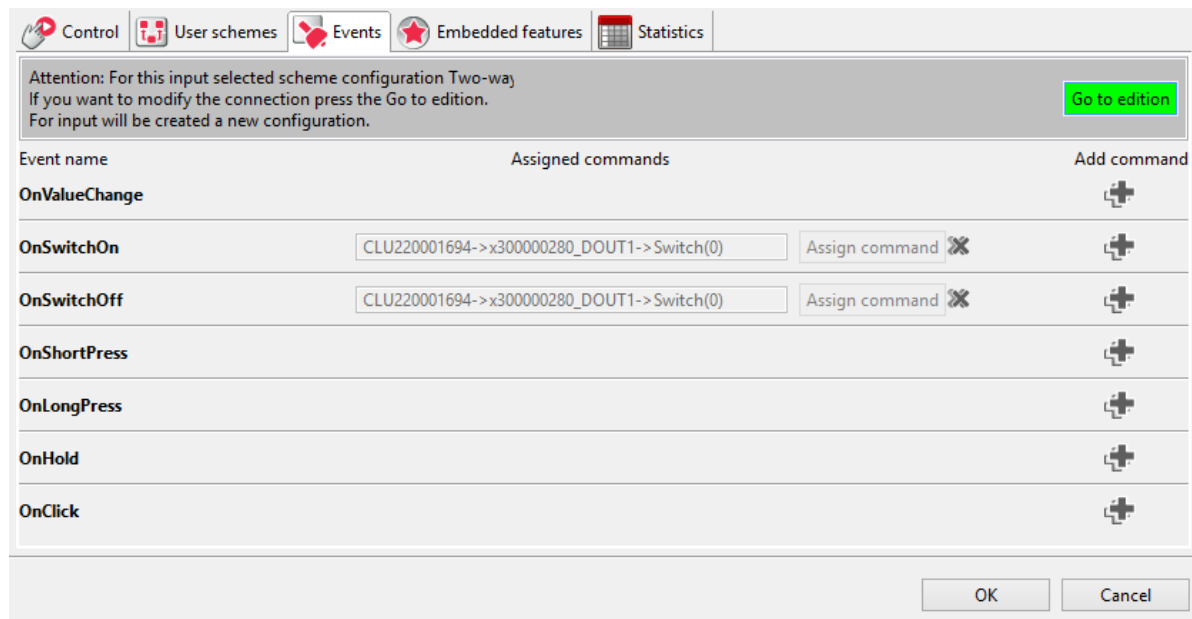 Control User schemes Events Embedded features Statistics
Attention: For this input selected scheme configuration Two-way
If you want to modify the connection press the Go to edition.
For input will be created a new configuration.
Go to edition
Event name Assigned commands Add command
OnValueChange
OnSwitchOn CLU220001694->x300000280_DOUT1->Switch(0) Assign command
OnSwitchOff CLU220001694->x300000280_DOUT1->Switch(0) Assign command
OnShortPress
OnLongPress
OnHold
OnClick
OK Cancel